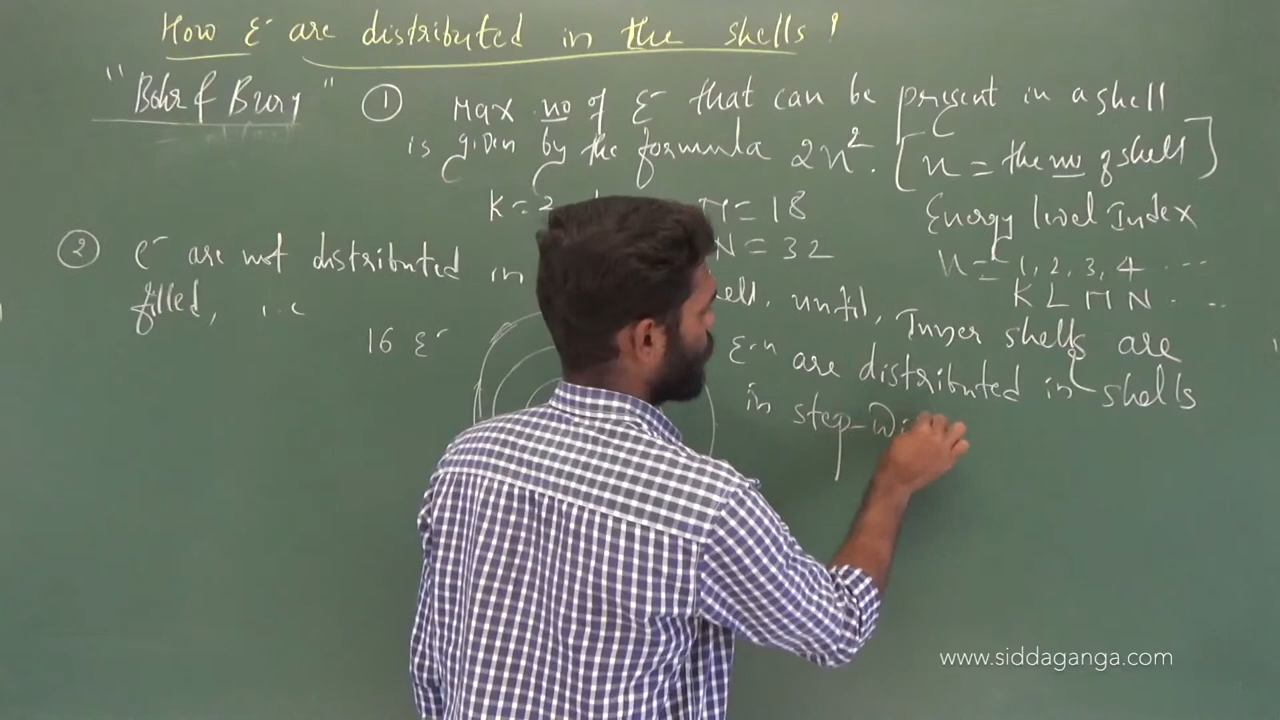 How e⁻ are distributed in the shells?
"Bohr & Bury"
① Max no of e⁻ that can be present in a shell
is given by the formula 2n². [n = the no of shell]
K = 2 M = 18
Energy level Index
N = 32
n = 1, 2, 3, 4 ...
K L M N ...
② e⁻ are not distributed in shell, until, Inner shells are
filled, i.e
16 e⁻
e⁻ⁿ are distributed in shells
in step-wi
www.siddaganga.com